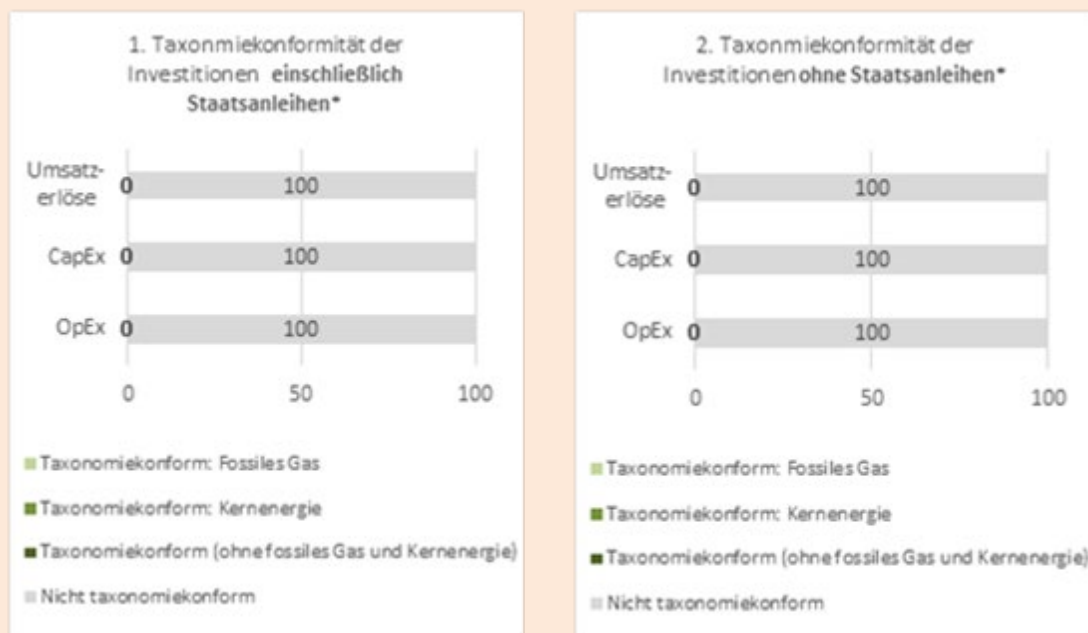 1. Taxonmiekonformität der
Investitionen einschließlich
Staatsanleihen*
Umsatz-
erlöse
0
100
CapEx
0
100
OpEx
0
100
0
50
100
Taxonomiekonform: Fossiles Gas
Taxonomiekonform: Kernenergie
Taxonomiekonform (ohne fossiles Gas und Kernenergie)
Nicht taxonomiekonform
2. Taxonmiekonformität der
Investitionen ohne Staatsanleihen*
Umsatz-
erlöse
0
100
CapEx
0
100
OpEx
0
100
0
50
100
Taxonomiekonform: Fossiles Gas
Taxonomiekonform: Kernenergie
Taxonomiekonform (ohne fossiles Gas und Kernenergie)
Nicht taxonomiekonform